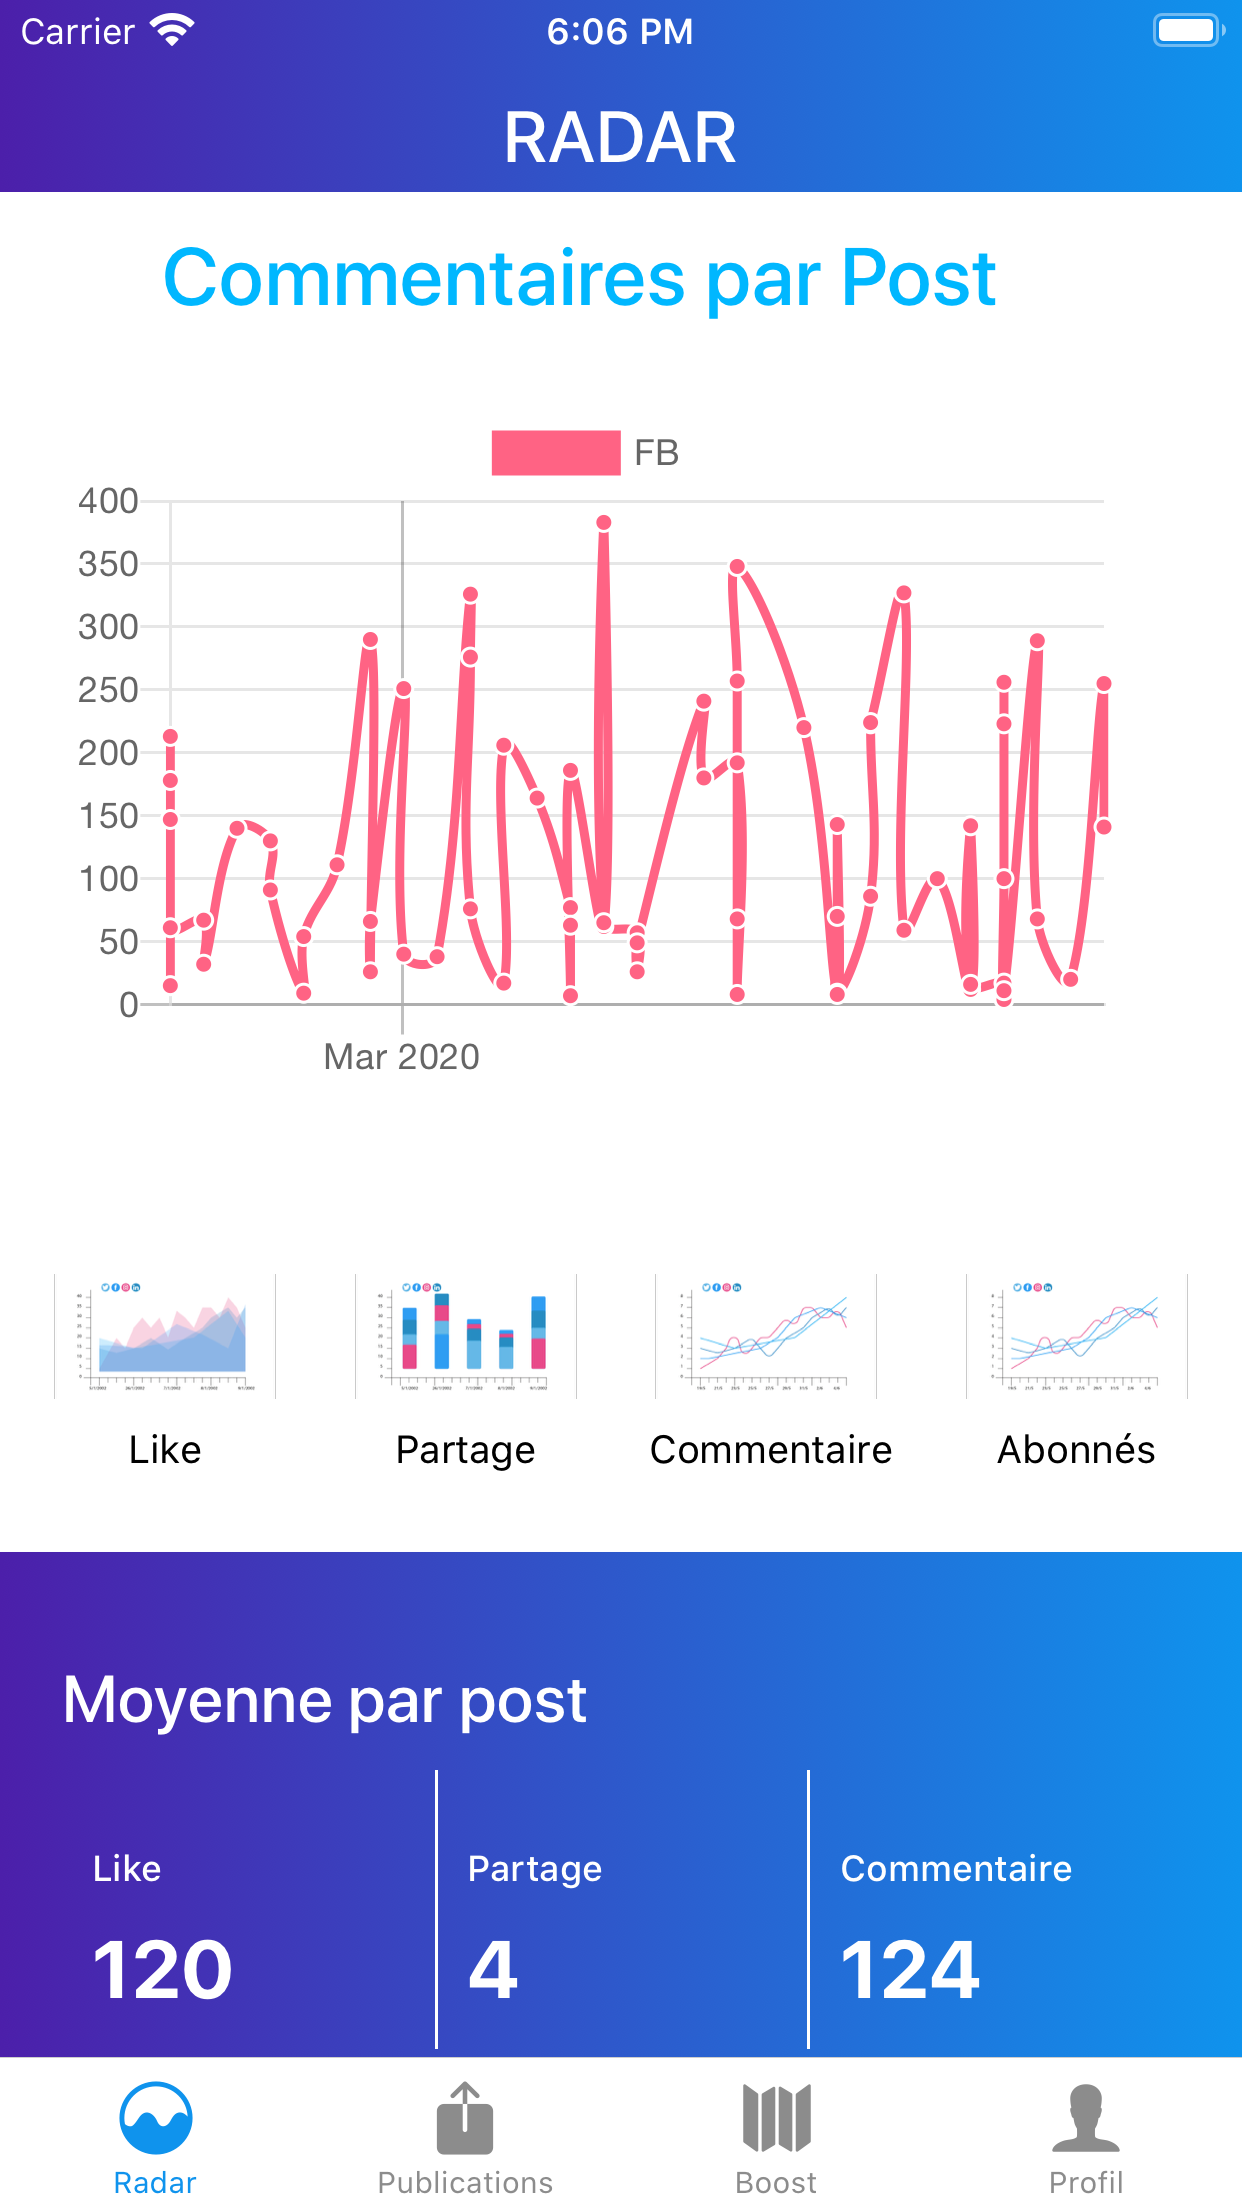 Carrier 6:06 PM
RADAR
Commentaires par Post
FB
400
350
300
250
200
150
100
50
0
Mar 2020
Like Partage Commentaire Abonnés
Moyenne par post
Like Partage Commentaire
120 4 124
Radar Publications Boost Profil